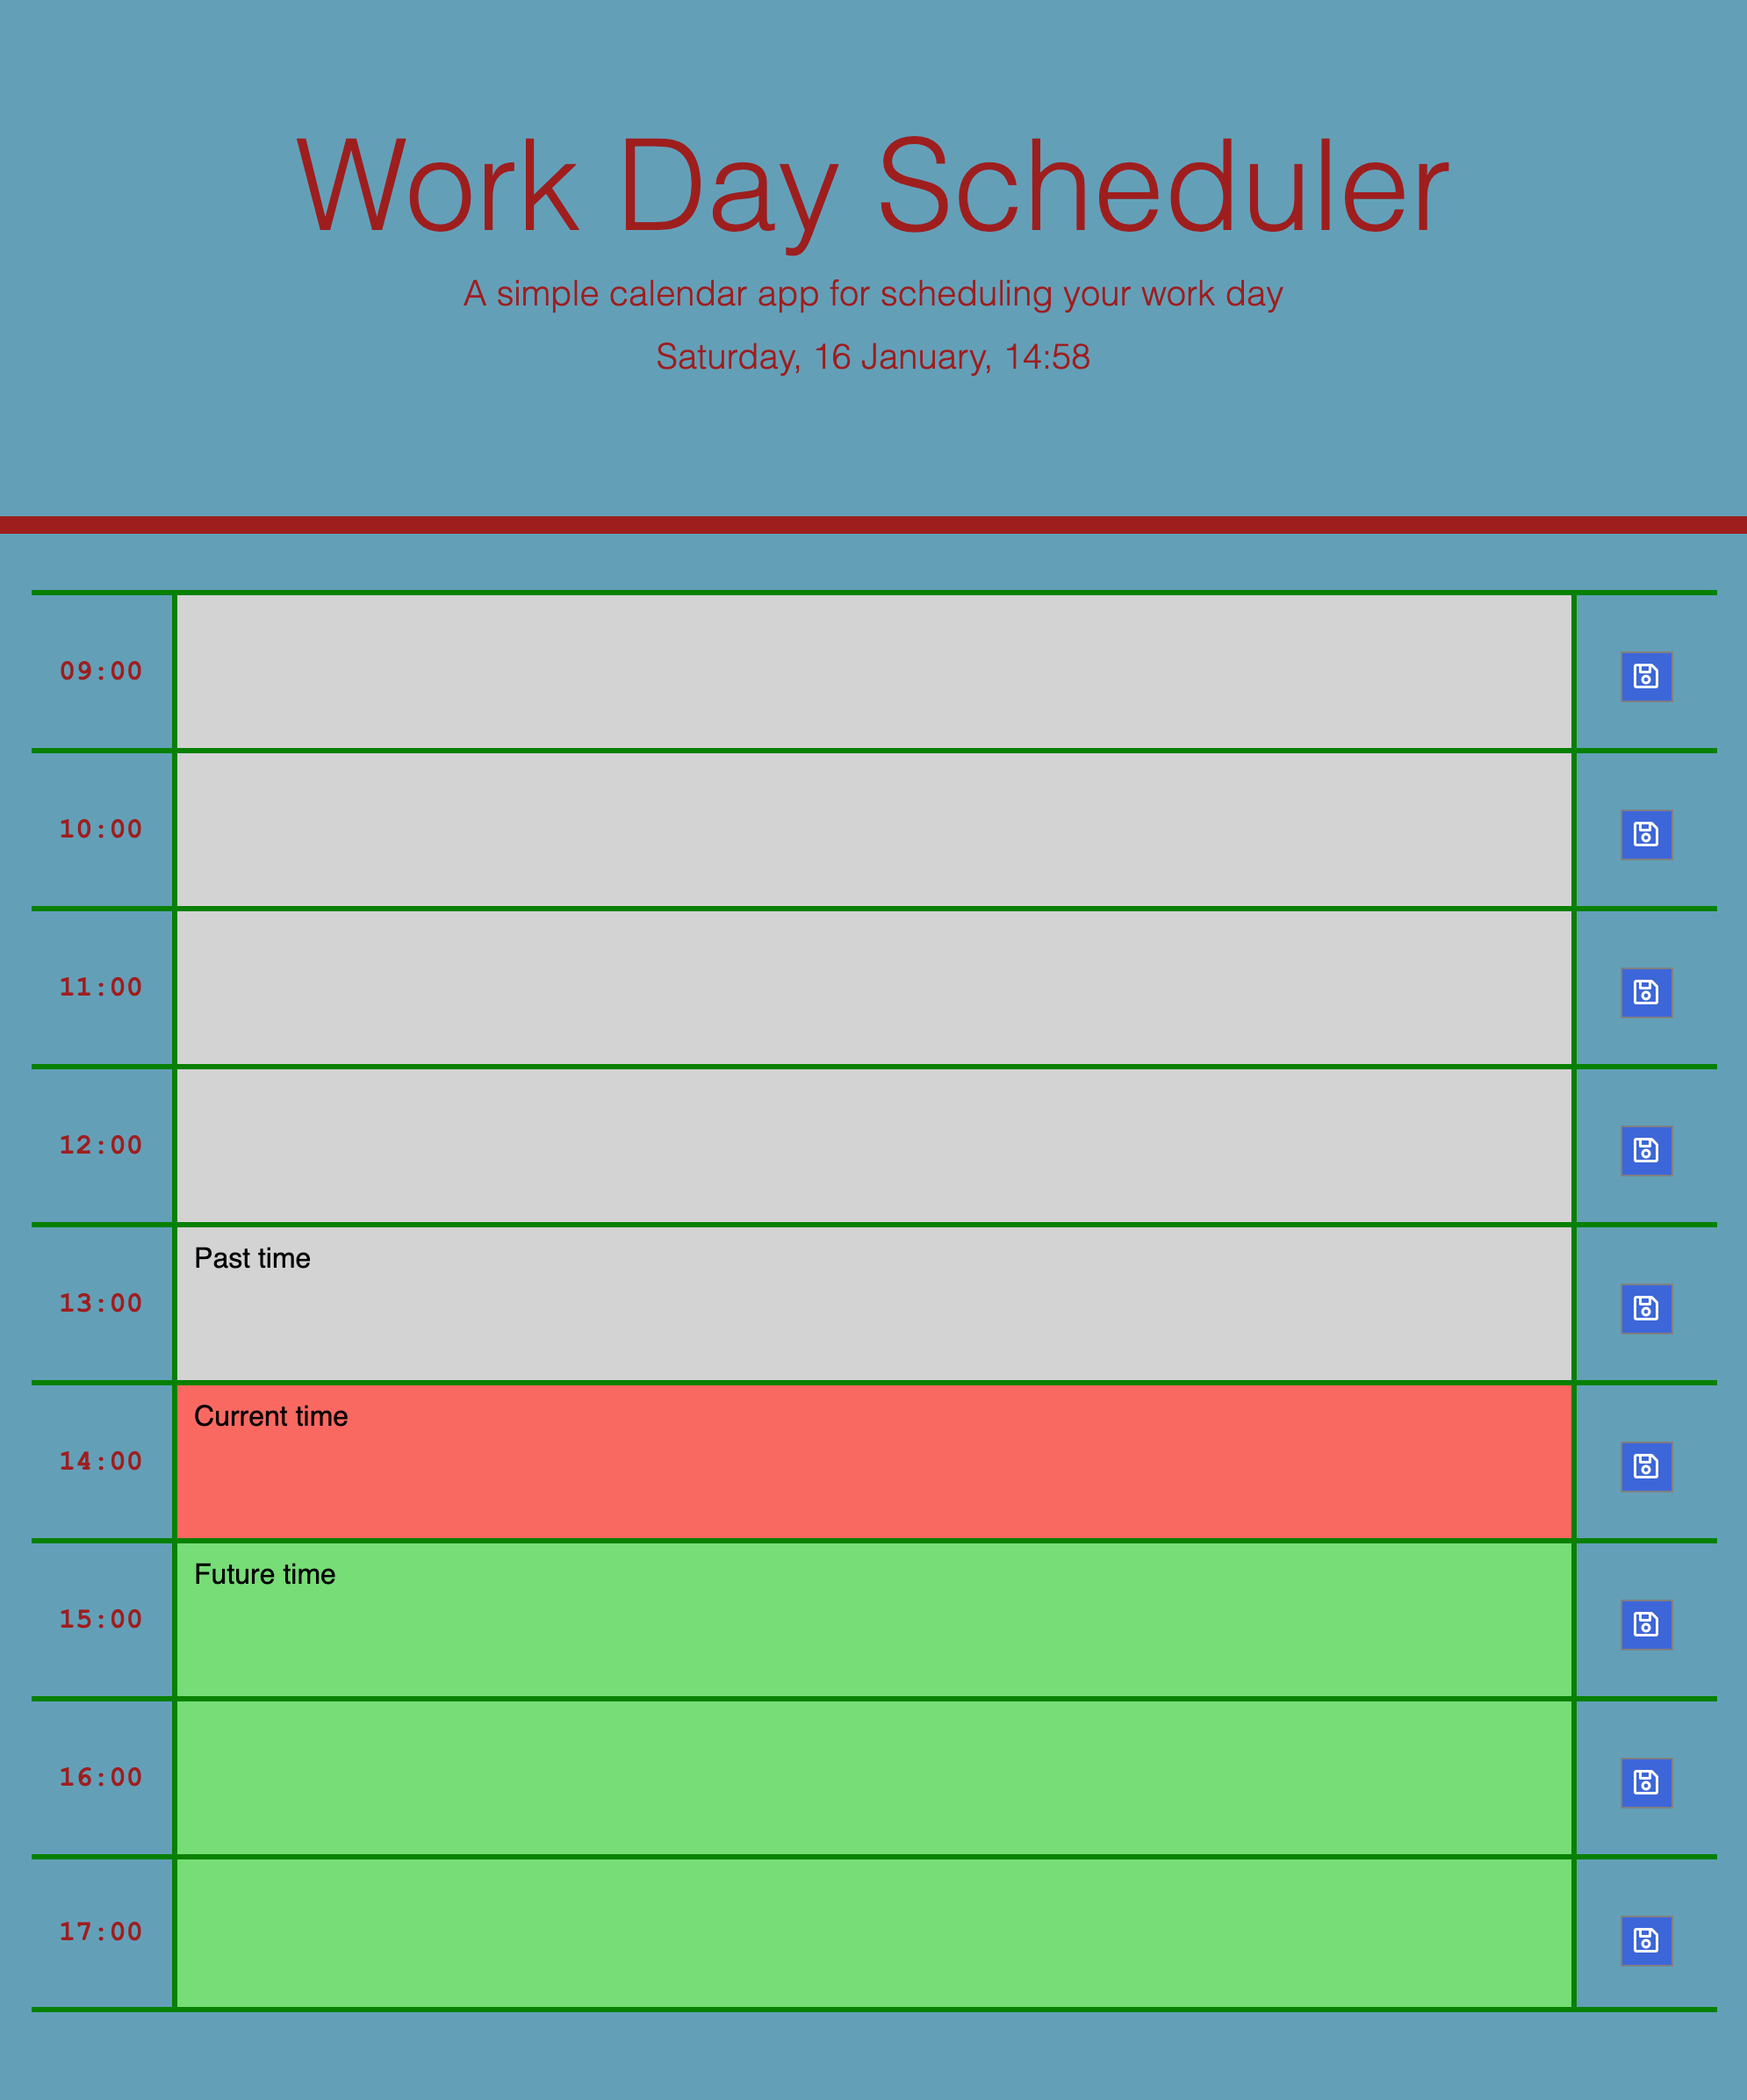 Work Day Scheduler
A simple calendar app for scheduling your work day
Saturday, 16 January, 14:58
09:00
10:00
11:00
12:00
Past time
13:00
Current time
14:00
Future time
15:00
16:00
17:00